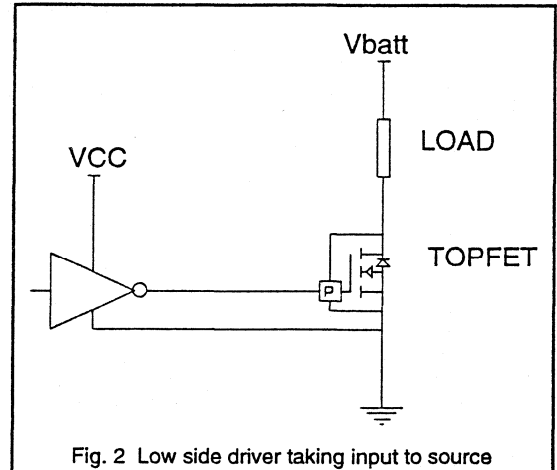 Vbatt
LOAD
VCC
TOPFET
P
Fig. 2 Low side driver taking input to source